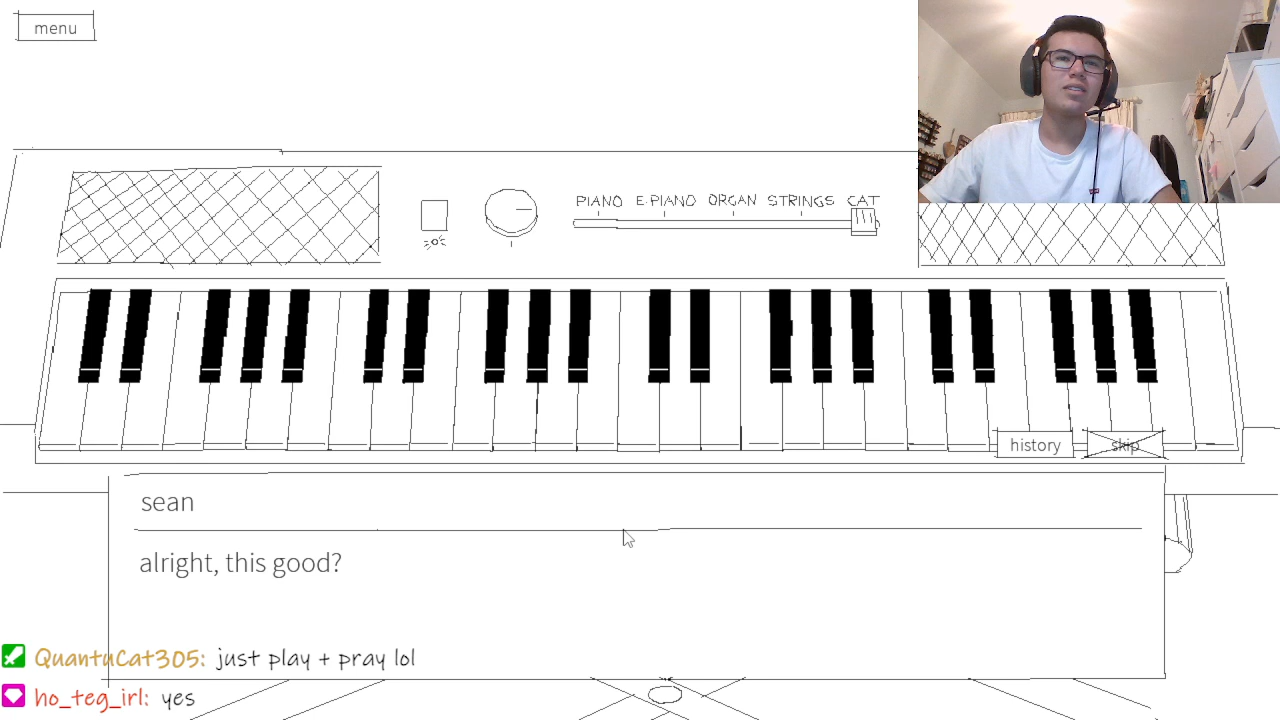 menu
PIANO E.PIANO ORGAN STRINGS CAT
history
skip
sean
alright, this good?
QuantuCat305: just play + pray lol
ho_teg_irl: yes